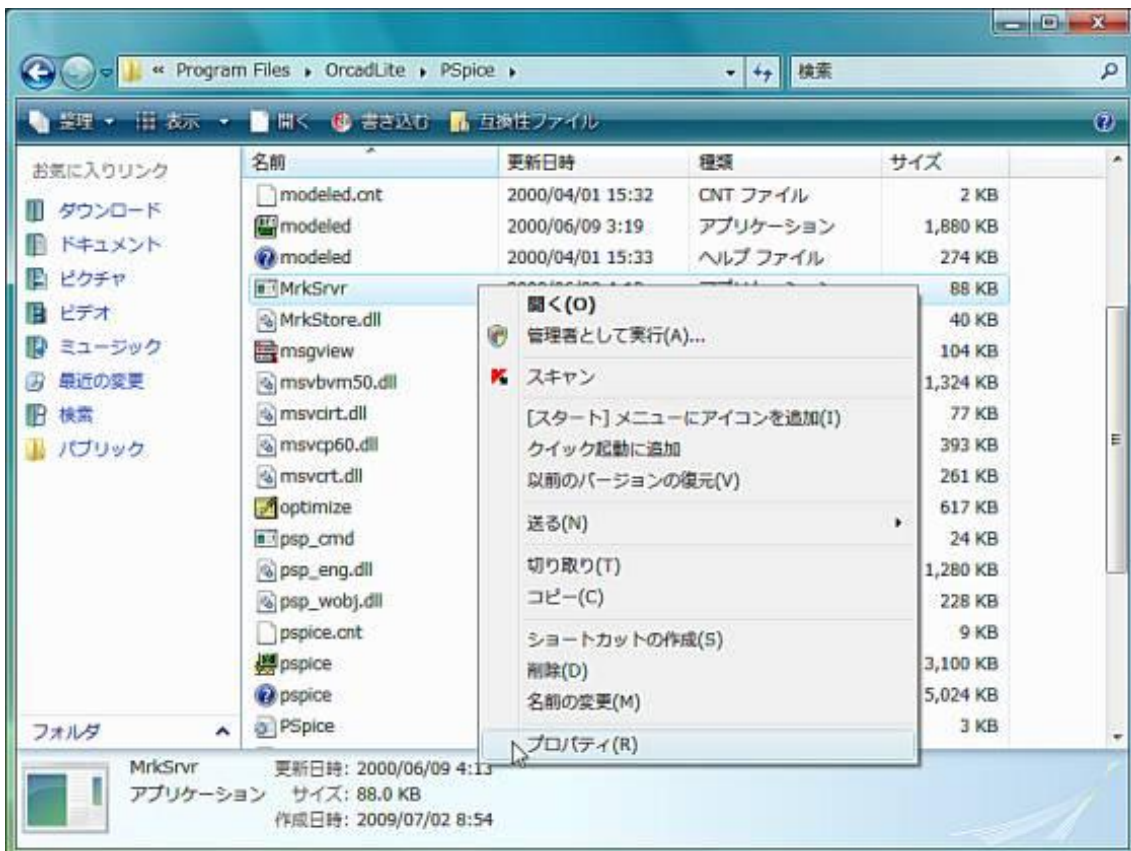 « Program Files ▸ OrcadLite ▸ PSpice ▸ 検索
整理 表示 開く 書き込む 互換性ファイル
お気に入りリンク
ダウンロード
ドキュメント
ピクチャ
ビデオ
ミュージック
最近の変更
検索
パブリック
フォルダ
名前 更新日時 種類 サイズ
modeled.cnt 2000/04/01 15:32 CNT ファイル 2 KB
modeled 2000/06/09 3:19 アプリケーション 1,880 KB
modeled 2000/04/01 15:33 ヘルプ ファイル 274 KB
MrkSrvr 88 KB
MrkStore.dll 40 KB
msgview 104 KB
msvbvm50.dll 1,324 KB
msvcirt.dll 77 KB
msvcp60.dll 393 KB
msvcrt.dll 261 KB
optimize 617 KB
psp_cmd 24 KB
psp_eng.dll 1,280 KB
psp_wobj.dll 228 KB
pspice.cnt 9 KB
pspice 3,100 KB
pspice 5,024 KB
PSpice 3 KB
開く(O)
管理者として実行(A)...
スキャン
[スタート] メニューにアイコンを追加(I)
クイック起動に追加
以前のバージョンの復元(V)
送る(N)
切り取り(T)
コピー(C)
ショートカットの作成(S)
削除(D)
名前の変更(M)
プロパティ(R)
MrkSrvr 更新日時: 2000/06/09 4:13
アプリケーション サイズ: 88.0 KB
作成日時: 2009/07/02 8:54